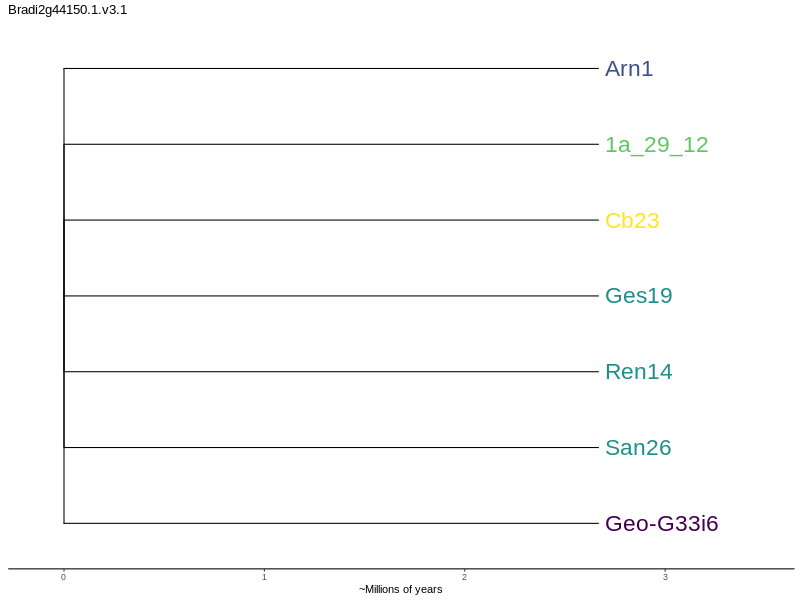 Bradi2g44150.1.v3.1
Arn1
1a_29_12
Cb23
Ges19
Ren14
San26
Geo-G33i6
0 1 2 3
~Millions of years